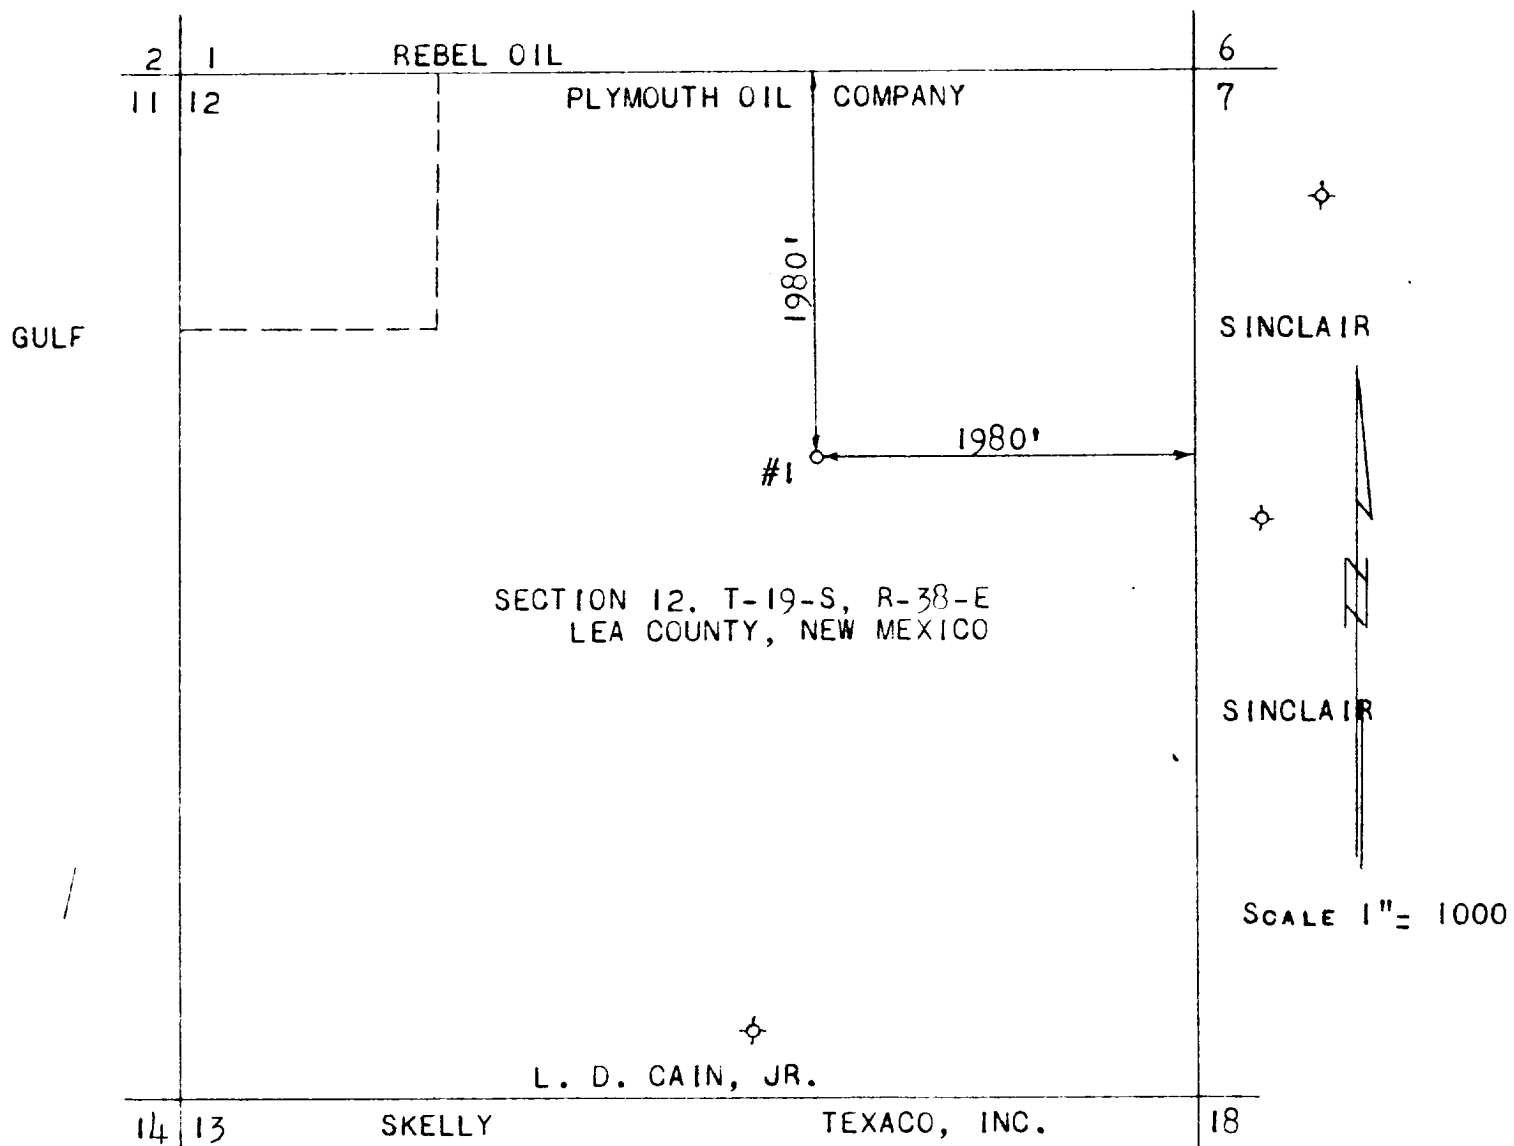 2 1 REBEL OIL 6
11 12 PLYMOUTH OIL COMPANY 7
1980'
GULF
SINCLAIR
1980'
#1
SECTION 12. T-19-S, R-38-E
LEA COUNTY, NEW MEXICO
N
SINCLAIR
SCALE 1"= 1000
L. D. CAIN, JR.
14 13 SKELLY TEXACO, INC. 18